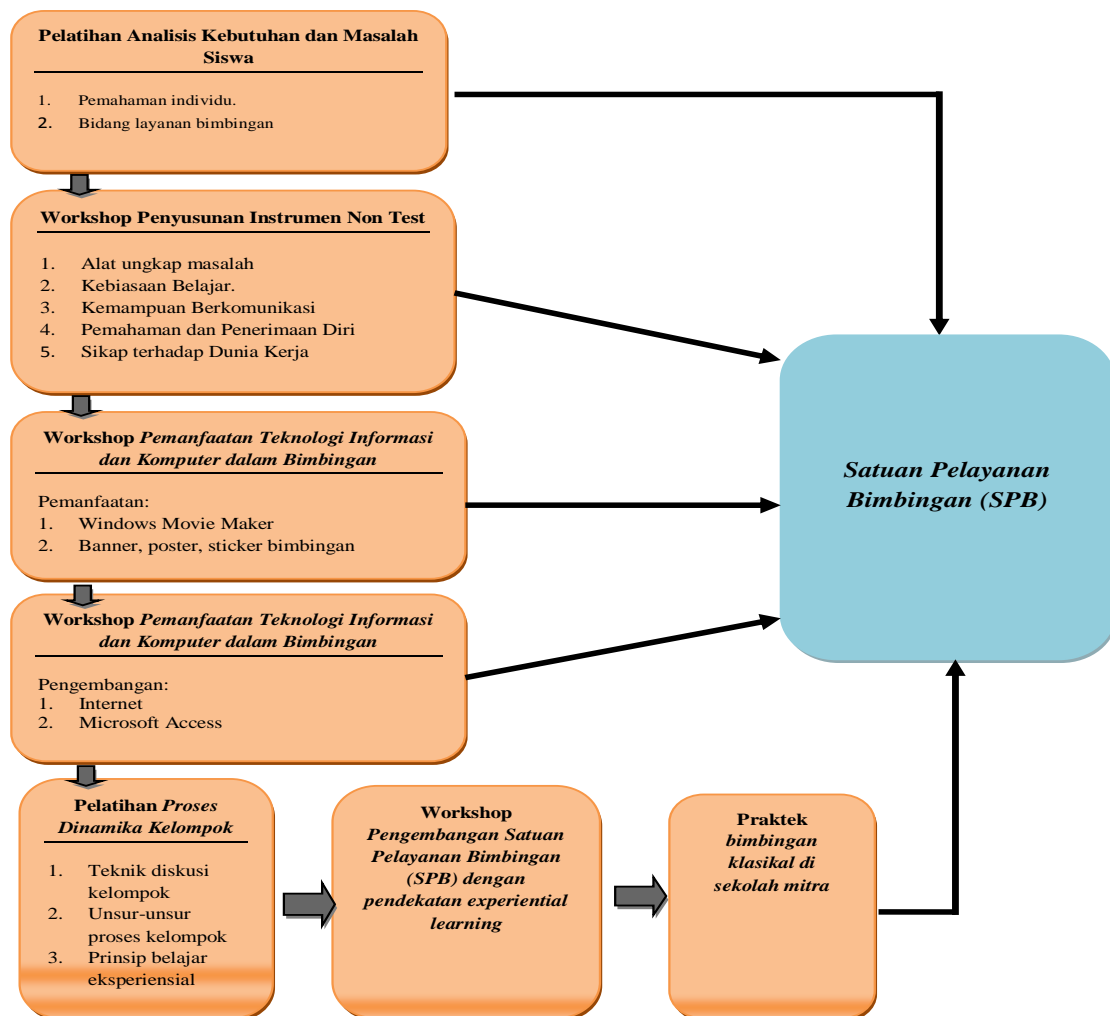 Pelatihan Analisis Kebutuhan dan Masalah
Siswa
1. Pemahaman individu.
2. Bidang layanan bimbingan
Workshop Penyusunan Instrumen Non Test
1. Alat ungkap masalah
2. Kebiasaan Belajar.
3. Kemampuan Berkomunikasi
4. Pemahaman dan Penerimaan Diri
5. Sikap terhadap Dunia Kerja
Workshop Pemanfaatan Teknologi Informasi
dan Komputer dalam Bimbingan
Pemanfaatan:
1. Windows Movie Maker
2. Banner, poster, sticker bimbingan
Workshop Pemanfaatan Teknologi Informasi
dan Komputer dalam Bimbingan
Pengembangan:
1. Internet
2. Microsoft Access
Pelatihan Proses
Dinamika Kelompok
1. Teknik diskusi
kelompok
2. Unsur-unsur
proses kelompok
3. Prinsip belajar
eksperiensial
Workshop
Pengembangan Satuan
Pelayanan Bimbingan
(SPB) dengan
pendekatan experiential
learning
Praktek
bimbingan
klasikal di
sekolah mitra
Satuan Pelayanan
Bimbingan (SPB)